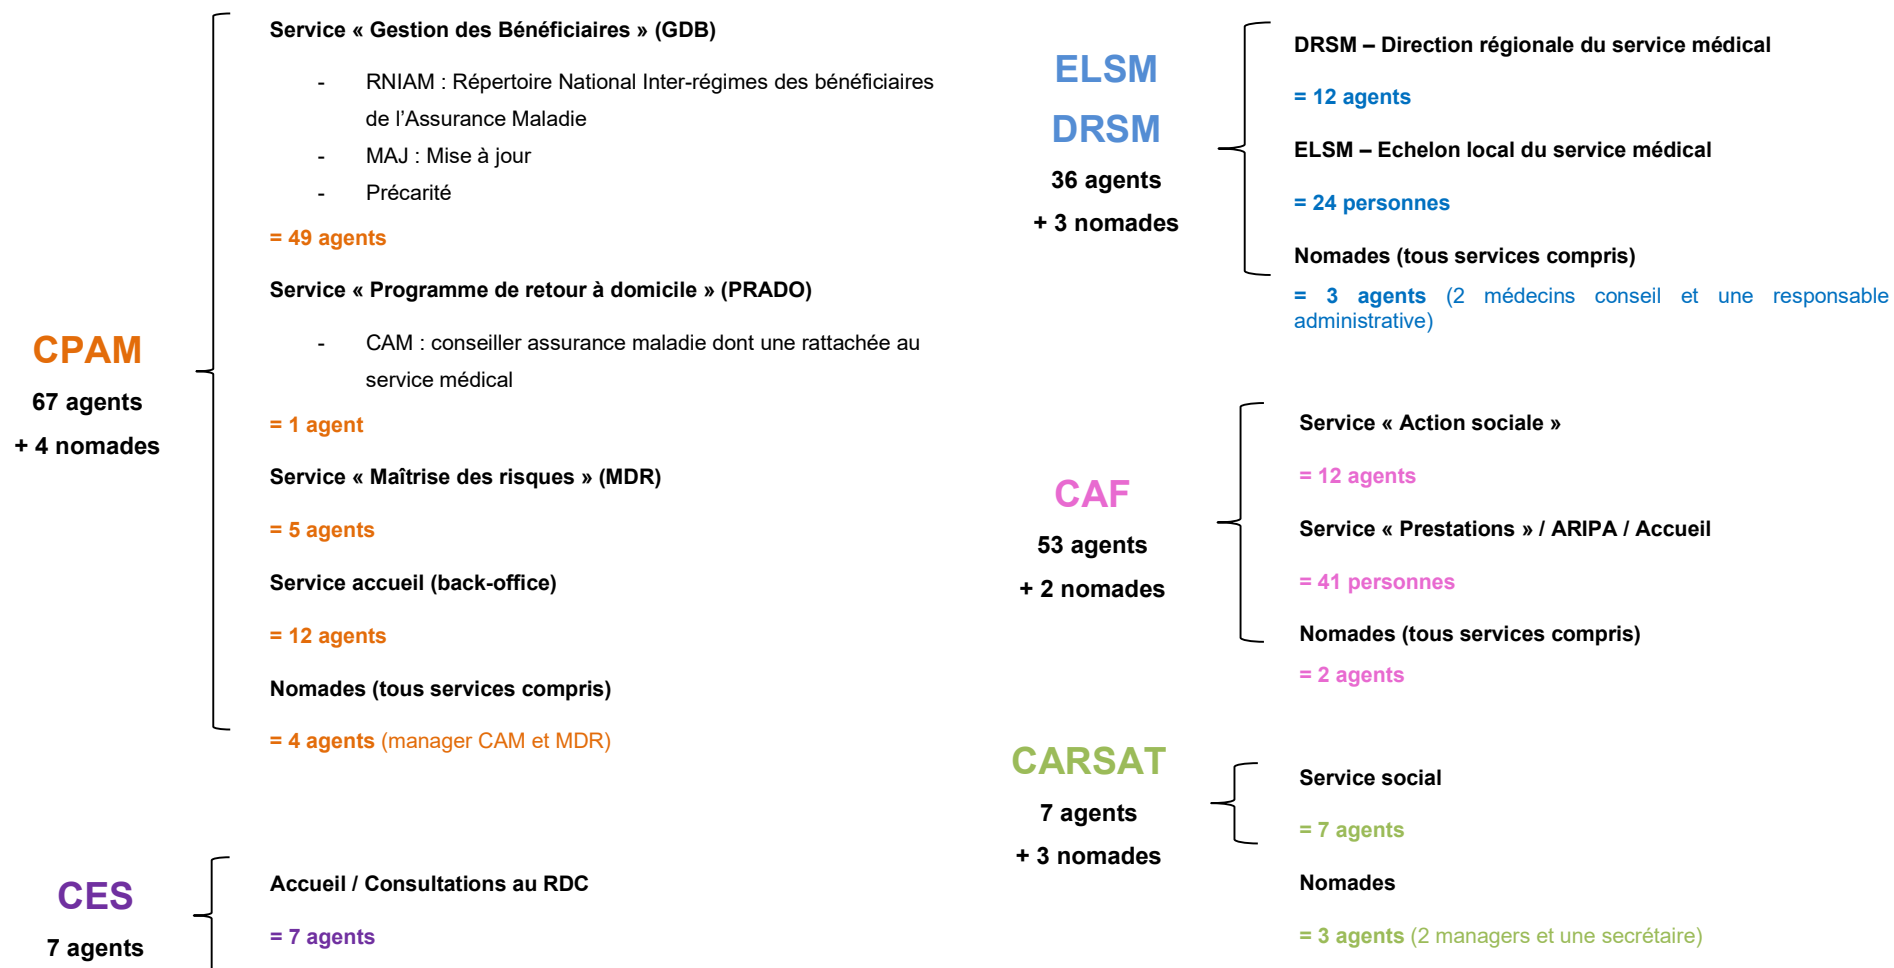 CPAM
67 agents
+ 4 nomades
Service « Gestion des Bénéficiaires » (GDB)
- RNIAM : Répertoire National Inter-régimes des bénéficiaires
de l’Assurance Maladie
- MAJ : Mise à jour
- Précarité
= 49 agents
Service « Programme de retour à domicile » (PRADO)
- CAM : conseiller assurance maladie dont une rattachée au
service médical
= 1 agent
Service « Maîtrise des risques » (MDR)
= 5 agents
Service accueil (back-office)
= 12 agents
Nomades (tous services compris)
= 4 agents (manager CAM et MDR)
CES
7 agents
Accueil / Consultations au RDC
= 7 agents
ELSM
DRSM
36 agents
+ 3 nomades
DRSM – Direction régionale du service médical
= 12 agents
ELSM – Echelon local du service médical
= 24 personnes
Nomades (tous services compris)
= 3 agents (2 médecins conseil et une responsable
administrative)
CAF
53 agents
+ 2 nomades
Service « Action sociale »
= 12 agents
Service « Prestations » / ARIPA / Accueil
= 41 personnes
Nomades (tous services compris)
= 2 agents
CARSAT
7 agents
+ 3 nomades
Service social
= 7 agents
Nomades
= 3 agents (2 managers et une secrétaire)